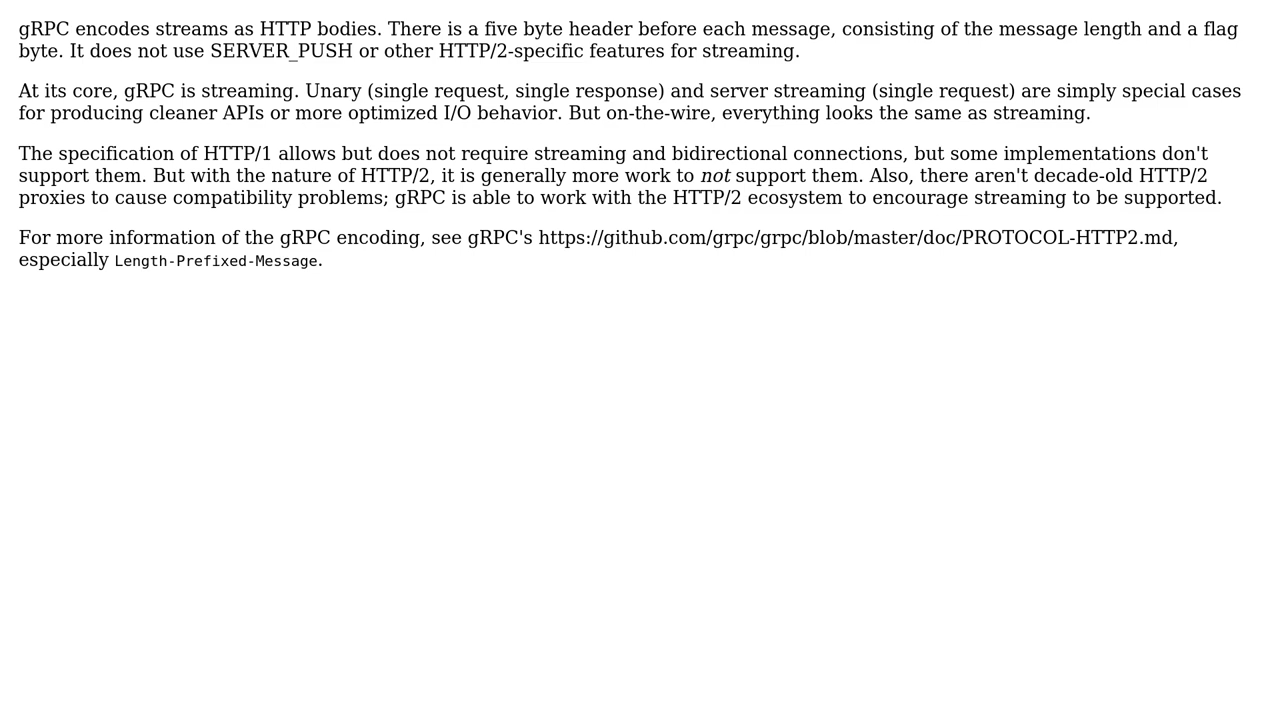 gRPC encodes streams as HTTP bodies. There is a five byte header before each message, consisting of the message length and a flag
byte. It does not use SERVER_PUSH or other HTTP/2-specific features for streaming.
At its core, gRPC is streaming. Unary (single request, single response) and server streaming (single request) are simply special cases
for producing cleaner APIs or more optimized I/O behavior. But on-the-wire, everything looks the same as streaming.
The specification of HTTP/1 allows but does not require streaming and bidirectional connections, but some implementations don't
support them. But with the nature of HTTP/2, it is generally more work to not support them. Also, there aren't decade-old HTTP/2
proxies to cause compatibility problems; gRPC is able to work with the HTTP/2 ecosystem to encourage streaming to be supported.
For more information of the gRPC encoding, see gRPC's https://github.com/grpc/grpc/blob/master/doc/PROTOCOL-HTTP2.md,
especially Length-Prefixed-Message.